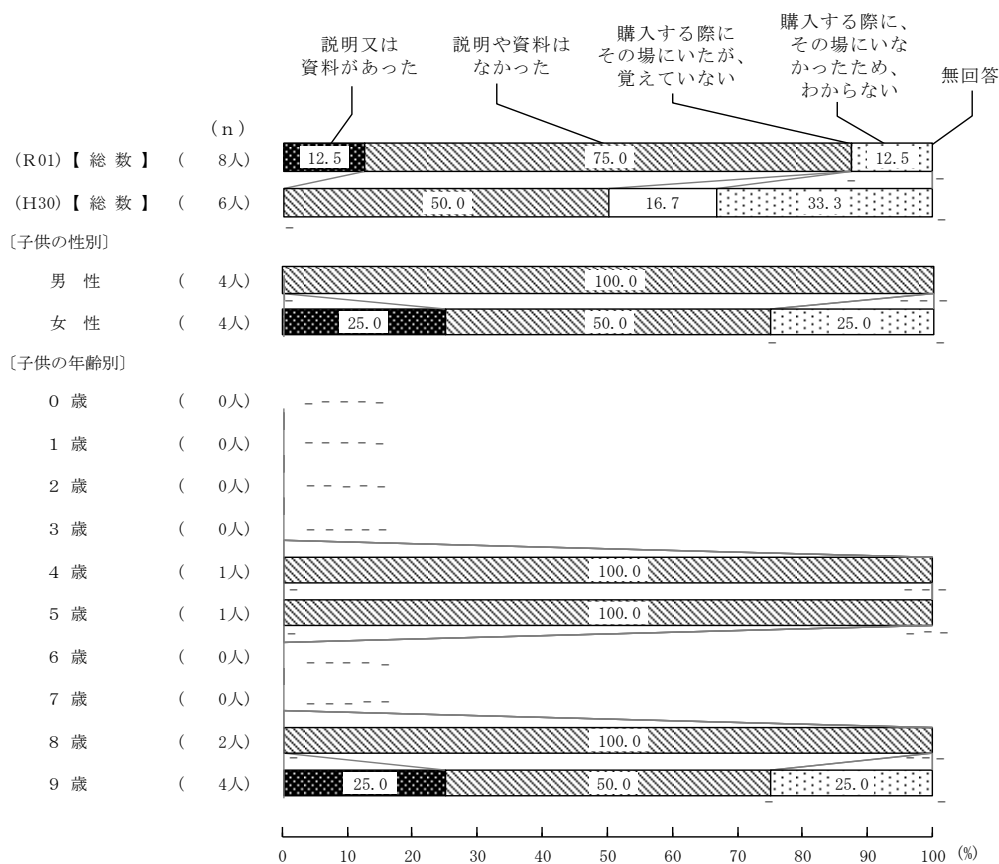 説明又は
資料があった
説明や資料は
なかった
購入する際に
その場にいたが、
覚えていない
購入する際に、
その場にいな
かったため、
わからない
無回答
(n)
(R01)【 総 数 】 ( 8人) 12.5 75.0 - 12.5 -
(H30)【 総 数 】 ( 6人) - 50.0 16.7 33.3 -
〔子供の性別〕
男 性 ( 4人) - 100.0 - - -
女 性 ( 4人) 25.0 50.0 - 25.0 -
〔子供の年齢別〕
0 歳 ( 0人) - - - - -
1 歳 ( 0人) - - - - -
2 歳 ( 0人) - - - - -
3 歳 ( 0人) - - - - -
4 歳 ( 1人) - 100.0 - - -
5 歳 ( 1人) - 100.0 - - -
6 歳 ( 0人) - - - - -
7 歳 ( 0人) - - - - -
8 歳 ( 2人) - 100.0 - - -
9 歳 ( 4人) 25.0 50.0 - 25.0 -
0 10 20 30 40 50 60 70 80 90 100 (%)